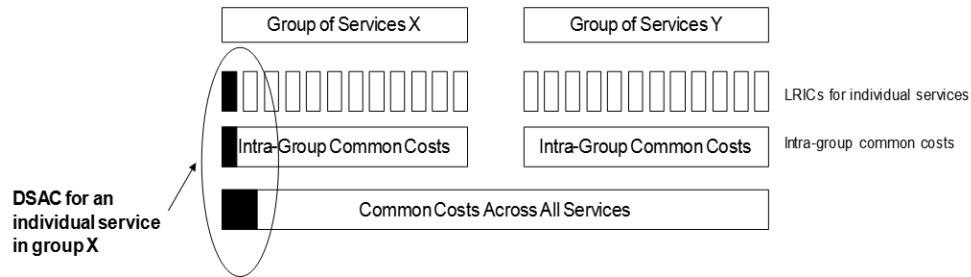 Group of Services X
Group of Services Y
LRICs for individual services
Intra-Group Common Costs
Intra-Group Common Costs
Intra-group common costs
DSAC for an
individual service
in group X
Common Costs Across All Services